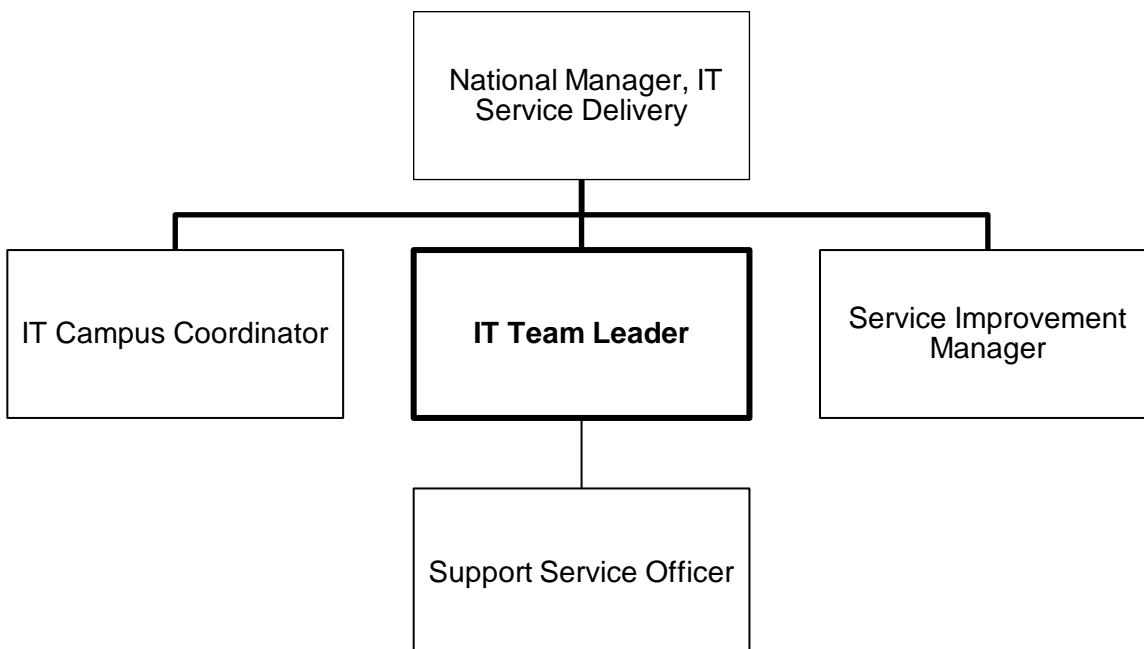 National Manager, IT
Service Delivery
IT Campus Coordinator
IT Team Leader
Service Improvement
Manager
Support Service Officer